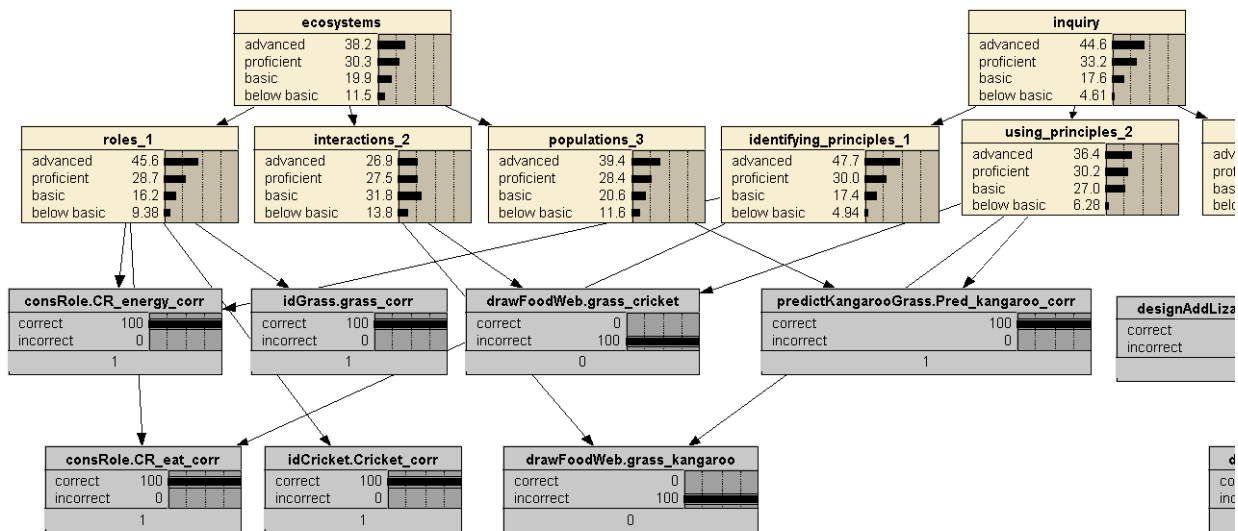 ecosystems
advanced 38.2
proficient 30.3
basic 19.9
below basic 11.5
inquiry
advanced 44.6
proficient 33.2
basic 17.6
below basic 4.61
roles_1
advanced 45.6
proficient 28.7
basic 16.2
below basic 9.38
interactions_2
advanced 26.9
proficient 27.5
basic 31.8
below basic 13.8
populations_3
advanced 39.4
proficient 28.4
basic 20.6
below basic 11.6
identifying_principles_1
advanced 47.7
proficient 30.0
basic 17.4
below basic 4.94
using_principles_2
advanced 36.4
proficient 30.2
basic 27.0
below basic 6.28
consRole.CR_energy_corr
correct 100
incorrect 0
1
idGrass.grass_corr
correct 100
incorrect 0
1
drawFoodWeb.grass_cricket
correct 0
incorrect 100
0
predictKangarooGrass.Pred_kangaroo_corr
correct 100
incorrect 0
1
designAddLiza
correct
incorrect
consRole.CR_eat_corr
correct 100
incorrect 0
1
idCricket.Cricket_corr
correct 100
incorrect 0
1
drawFoodWeb.grass_kangaroo
correct 0
incorrect 100
0